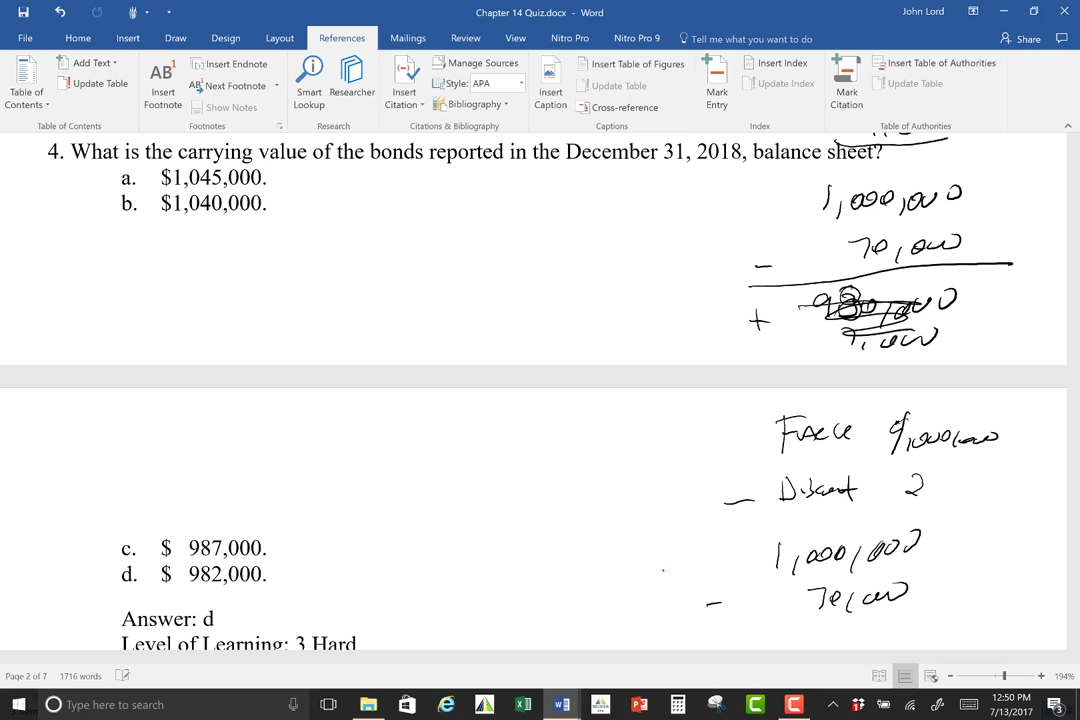 Chapter 14 Quiz.docx - Word
John Lord
File Home Insert Draw Design Layout References Mailings Review View Nitro Pro Nitro Pro 9 Tell me what you want to do Share
Table of Contents
Add Text
Update Table
Table of Contents
AB1 Insert Footnote
Insert Endnote
Next Footnote
Show Notes
Footnotes
Smart Lookup
Researcher
Research
Insert Citation
Manage Sources
Style: APA
Bibliography
Citations & Bibliography
Insert Caption
Insert Table of Figures
Update Table
Cross-reference
Captions
Mark Entry
Insert Index
Update Index
Index
Mark Citation
Insert Table of Authorities
Update Table
Table of Authorities
4. What is the carrying value of the bonds reported in the December 31, 2018, balance sheet?
a. $1,045,000.
b. $1,040,000.
1,000,000
- 70,000
+
Face
- Discount 2
c. $ 987,000.
d. $ 982,000.
1,000,000
- 70,000
Answer: d
Level of Learning: 3 Hard
Page 2 of 7 1716 words 194%
Type here to search
12:50 PM
7/13/2017